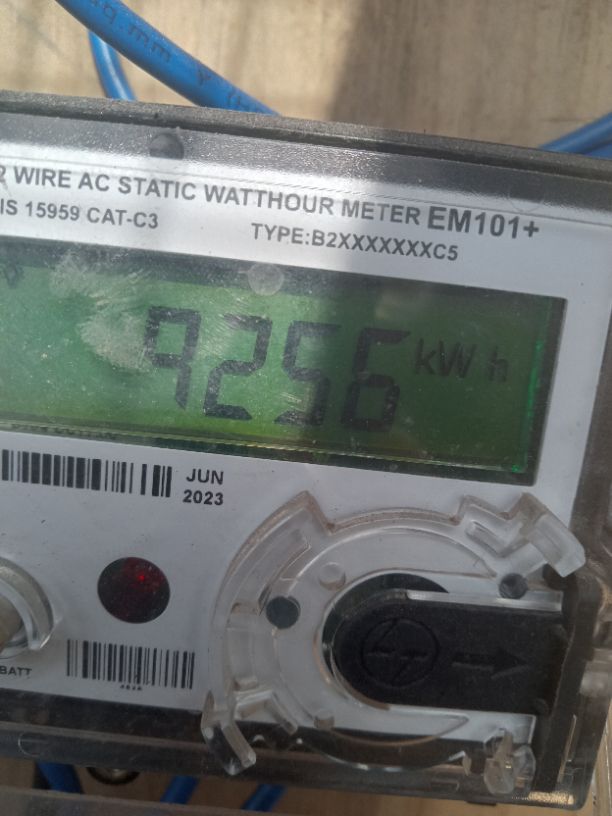 WIRE AC STATIC WATTHOUR METER EM101+
IS 15959 CAT-C3 TYPE:B2XXXXXXXC5
9256 kWh
JUN
2023
BATT